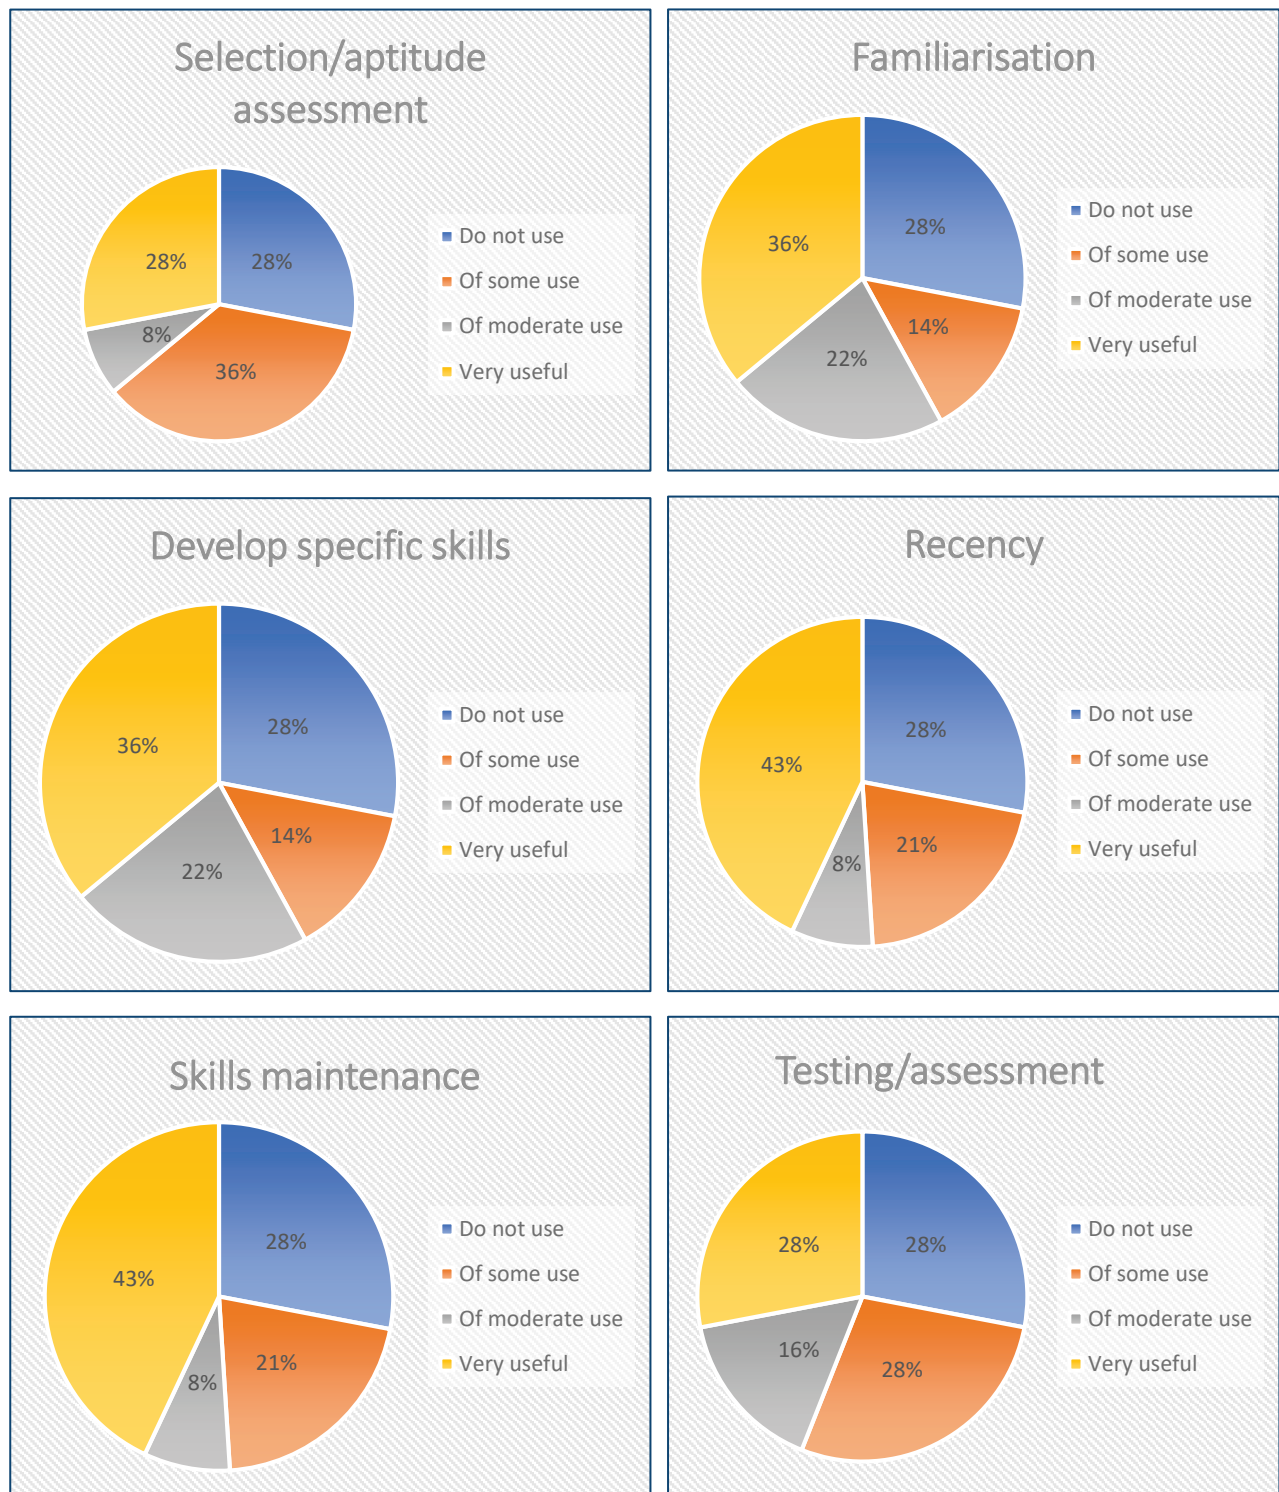 Selection/aptitude
assessment
28%
28%
8%
36%
Do not use
Of some use
Of moderate use
Very useful
Familiarisation
36%
28%
14%
22%
Do not use
Of some use
Of moderate use
Very useful
Develop specific skills
36%
28%
14%
22%
Do not use
Of some use
Of moderate use
Very useful
Recency
43%
28%
21%
8%
Do not use
Of some use
Of moderate use
Very useful
Skills maintenance
43%
28%
21%
8%
Do not use
Of some use
Of moderate use
Very useful
Testing/assessment
28%
28%
16%
28%
Do not use
Of some use
Of moderate use
Very useful